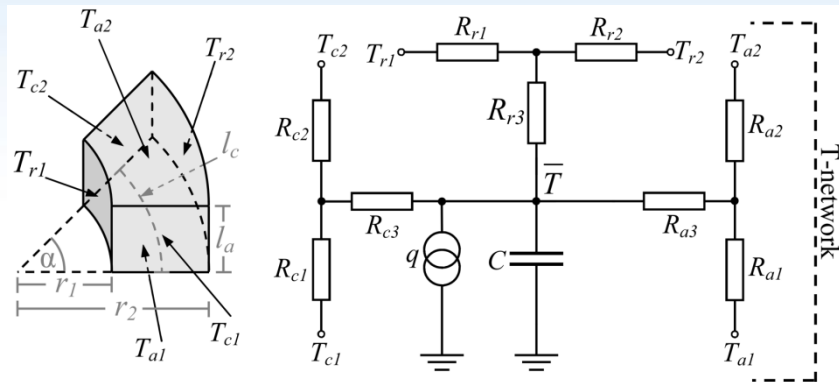 T_a2
T_r2
T_c2
l_c
T_r1
l_a
α
r_1
r_2
T_a1
T_c1
T_c2
T_r1
R_r1
R_r2
T_r2
T_a2
R_c2
R_r3
R_a2
T̅
R_c3
R_a3
q
C
R_c1
R_a1
T_c1
T_a1
T-network